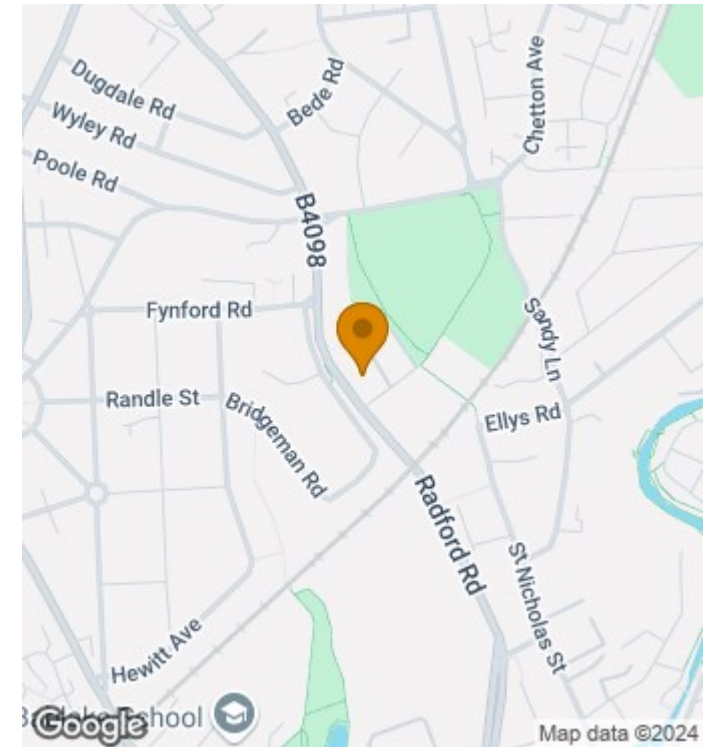 Dugdale Rd
Bede Rd
Chetton Ave
Wyley Rd
Poole Rd
B4098
Fynford Rd
Sandy Ln
Randle St
Bridgeman Rd
Ellys Rd
Radford Rd
St Nicholas St
Hewitt Ave
School
Google
Map data ©2024